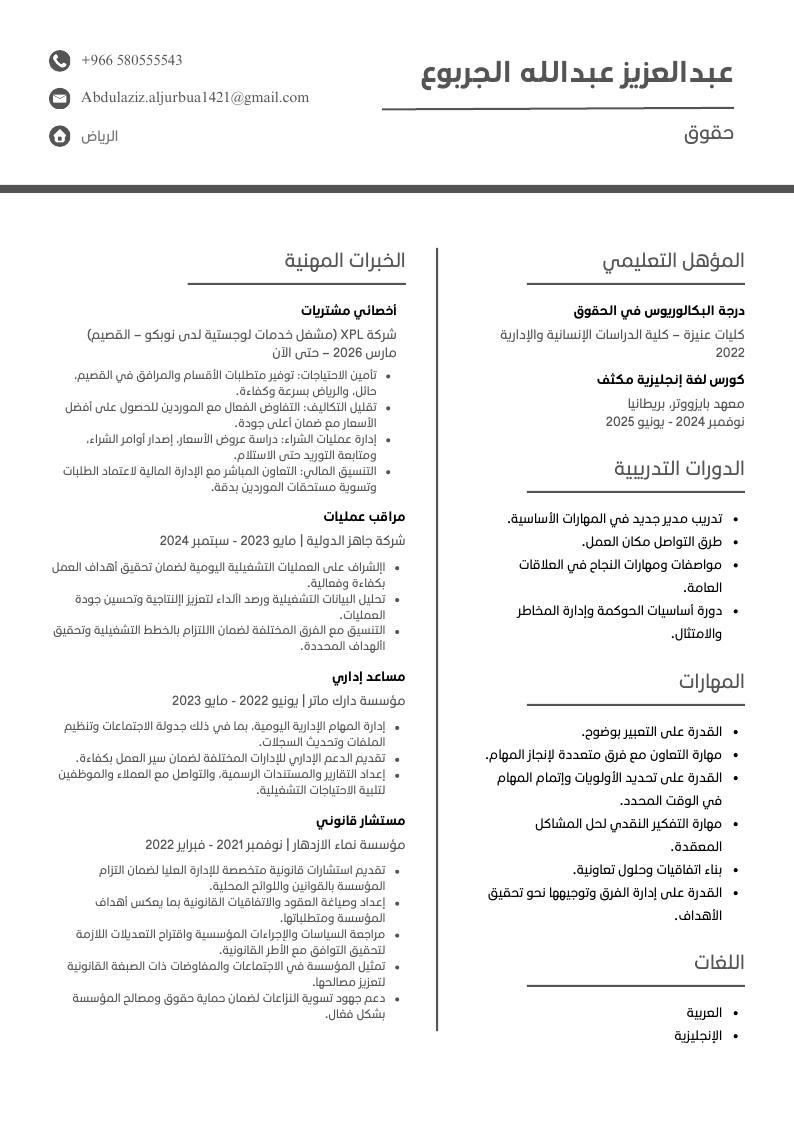 عبدالعزيز عبدالله الجربوع
حقوق
+966 580555543
Abdulaziz.aljurbua1421@gmail.com
الرياض
المؤهل التعليمي
درجة البكالوريوس في الحقوق
كليات عنيزة – كلية الدراسات الإنسانية والإدارية
2022
كورس لغة إنجليزية مكثف
معهد بايزووتر، بريطانيا
نوفمبر 2024 - يونيو 2025
الدورات التدريبية
• تدريب مدير جديد في المهارات الأساسية.
• طرق التواصل مكان العمل.
• مواصفات ومهارات النجاح في العلاقات
العامة.
• دورة أساسيات الحوكمة وإدارة المخاطر
والامتثال.
المهارات
• القدرة على التعبير بوضوح.
• مهارة التعاون مع فرق متعددة لإنجاز المهام.
• القدرة على تحديد الأولويات وإتمام المهام
في الوقت المحدد.
• مهارة التفكير النقدي لحل المشاكل
المعقدة.
• بناء اتفاقيات وحلول تعاونية.
• القدرة على إدارة الفرق وتوجيهها نحو تحقيق
الأهداف.
اللغات
• العربية
• الإنجليزية
الخبرات المهنية
أخصائي مشتريات
شركة XPL (مشغل خدمات لوجستية لدى نوبكو – القصيم)
مارس 2026 – حتى الآن
• تأمين الاحتياجات: توفير متطلبات الأقسام والمرافق في القصيم،
حائل، والرياض بسرعة وكفاءة.
• تقليل التكاليف: التفاوض الفعال مع الموردين للحصول على أفضل
الأسعار مع ضمان أعلى جودة.
• إدارة عمليات الشراء: دراسة عروض الأسعار، إصدار أوامر الشراء،
ومتابعة التوريد حتى الاستلام.
• التنسيق المالي: التعاون المباشر مع الإدارة المالية لاعتماد الطلبات
وتسوية مستحقات الموردين بدقة.
مراقب عمليات
شركة جاهز الدولية | مايو 2023 - سبتمبر 2024
• اإلشراف على العمليات التشغيلية اليومية لضمان تحقيق أهداف العمل
بكفاءة وفعالية.
• تحليل البيانات التشغيلية ورصد األداء لتعزيز اإلنتاجية وتحسين جودة
العمليات.
• التنسيق مع الفرق المختلفة لضمان االلتزام بالخطط التشغيلية وتحقيق
األهداف المحددة.
مساعد إداري
مؤسسة دارك ماتر | يونيو 2022 - مايو 2023
• إدارة المهام الإدارية اليومية، بما في ذلك جدولة الاجتماعات وتنظيم
الملفات وتحديث السجلات.
• تقديم الدعم الإداري للإدارات المختلفة لضمان سير العمل بكفاءة.
• إعداد التقارير والمستندات الرسمية، والتواصل مع العملاء والموظفين
لتلبية الاحتياجات التشغيلية.
مستشار قانوني
مؤسسة نماء الازدهار | نوفمبر 2021 - فبراير 2022
• تقديم استشارات قانونية متخصصة للإدارة العليا لضمان التزام
المؤسسة بالقوانين واللوائح المحلية.
• إعداد وصياغة العقود والاتفاقيات القانونية بما يعكس أهداف
المؤسسة ومتطلباتها.
• مراجعة السياسات والإجراءات المؤسسية واقتراح التعديلات اللازمة
لتحقيق التوافق مع الأطر القانونية.
• تمثيل المؤسسة في الاجتماعات والمفاوضات ذات الصبغة القانونية
لتعزيز مصالحها.
• دعم جهود تسوية النزاعات لضمان حماية حقوق ومصالح المؤسسة
بشكل فعّال.